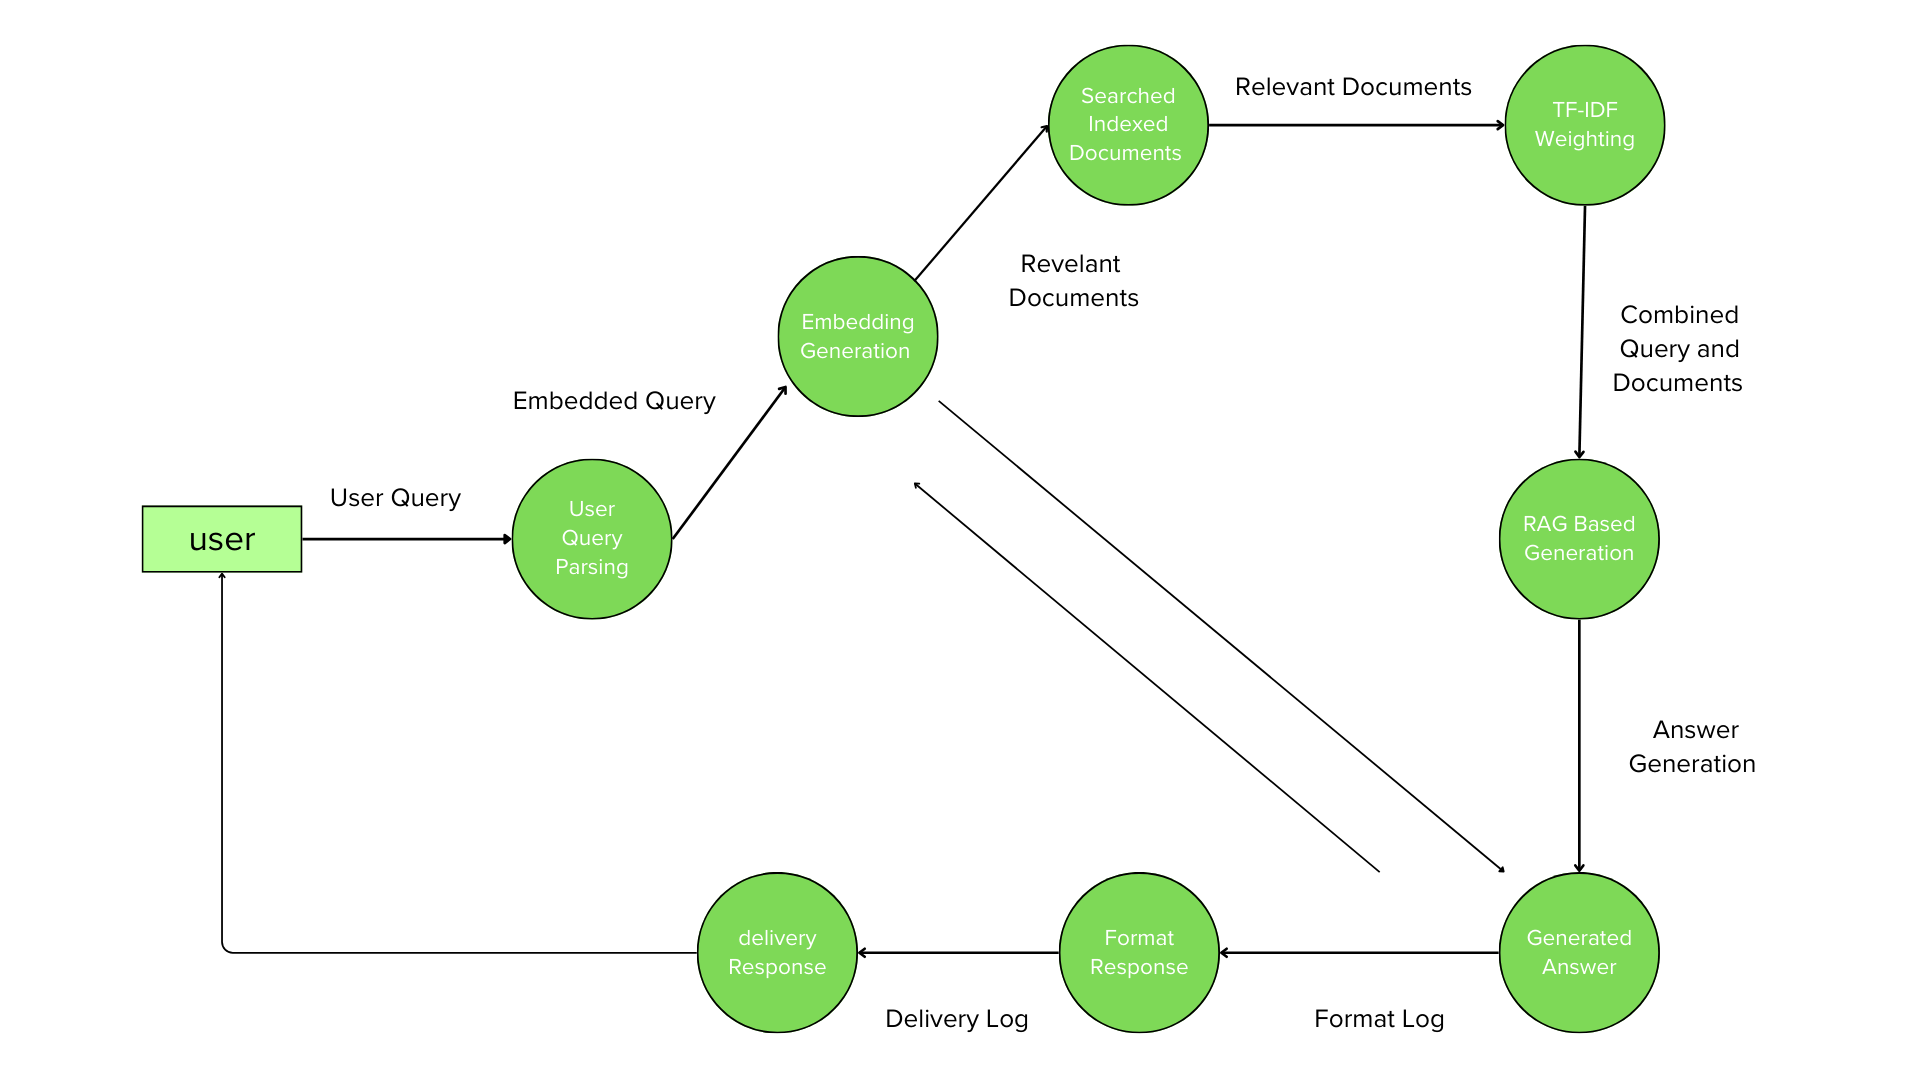 user
User Query
User
Query
Parsing
Embedded Query
Embedding
Generation
Revelant
Documents
Searched
Indexed
Documents
Relevant Documents
TF-IDF
Weighting
Combined
Query and
Documents
RAG Based
Generation
Answer
Generation
Generated
Answer
Format Log
Format
Response
Delivery Log
delivery
Response